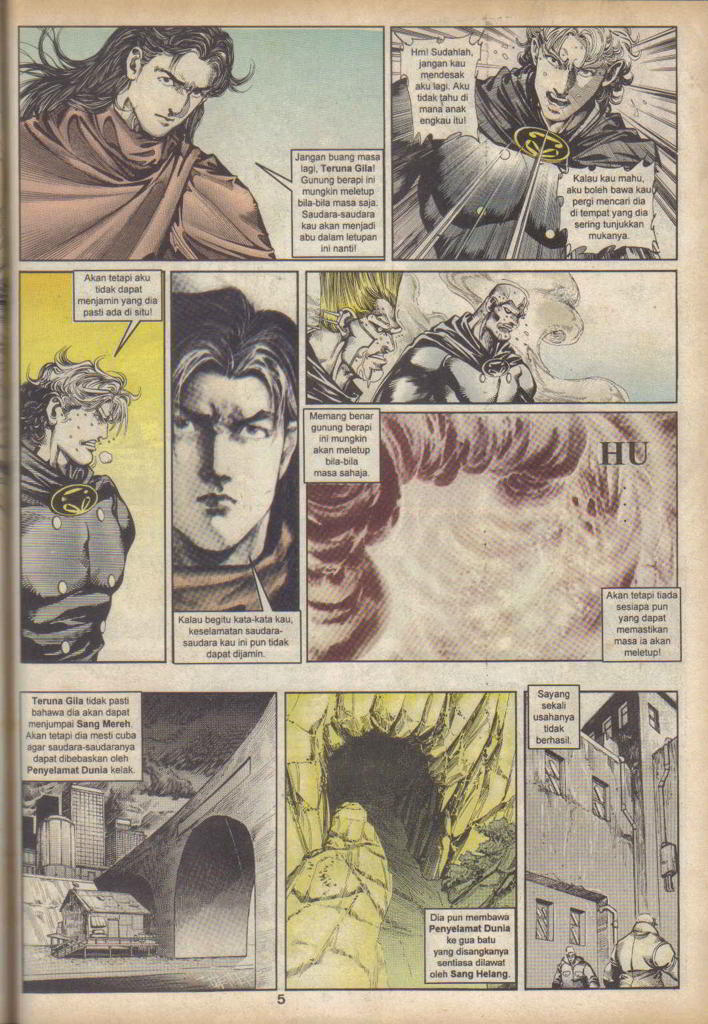 Jangan buang masa
lagi, Teruna Gila!
Gunung berapi ini
mungkin meletup
bila-bila masa saja.
Saudara-saudara
kau akan menjadi
abu dalam letupan
ini nanti!
Hm! Sudahlah,
jangan kau
mendesak
aku lagi. Aku
tidak tahu di
mana anak
engkau itu!
Kalau kau mahu,
aku boleh bawa kau
pergi mencari dia
di tempat yang dia
sering tunjukkan
mukanya.
Akan tetapi aku
tidak dapat
menjamin yang dia
pasti ada di situ!
Kalau begitu kata-kata kau,
keselamatan saudara-
saudara kau ini pun tidak
dapat dijamin.
Memang benar
gunung berapi
ini mungkin
akan meletup
bila-bila
masa sahaja.
HU
Akan tetapi tiada
sesiapa pun
yang dapat
memastikan
masa ia akan
meletup!
Teruna Gila tidak pasti
bahawa dia akan dapat
menjumpai Sang Mereh.
Akan tetapi dia mesti cuba
agar saudara-saudaranya
dapat dibebaskan oleh
Penyelamat Dunia kelak.
Dia pun membawa
Penyelamat Dunia
ke gua batu
yang disangkanya
sentiasa dilawat
oleh Sang Helang.
Sayang
sekali
usahanya
tidak
berhasil.
5